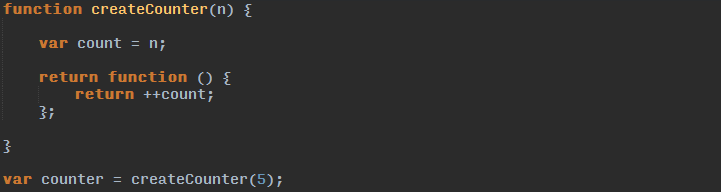 function createCounter(n) {
var count = n;
return function () {
return ++count;
};
}
var counter = createCounter(5);